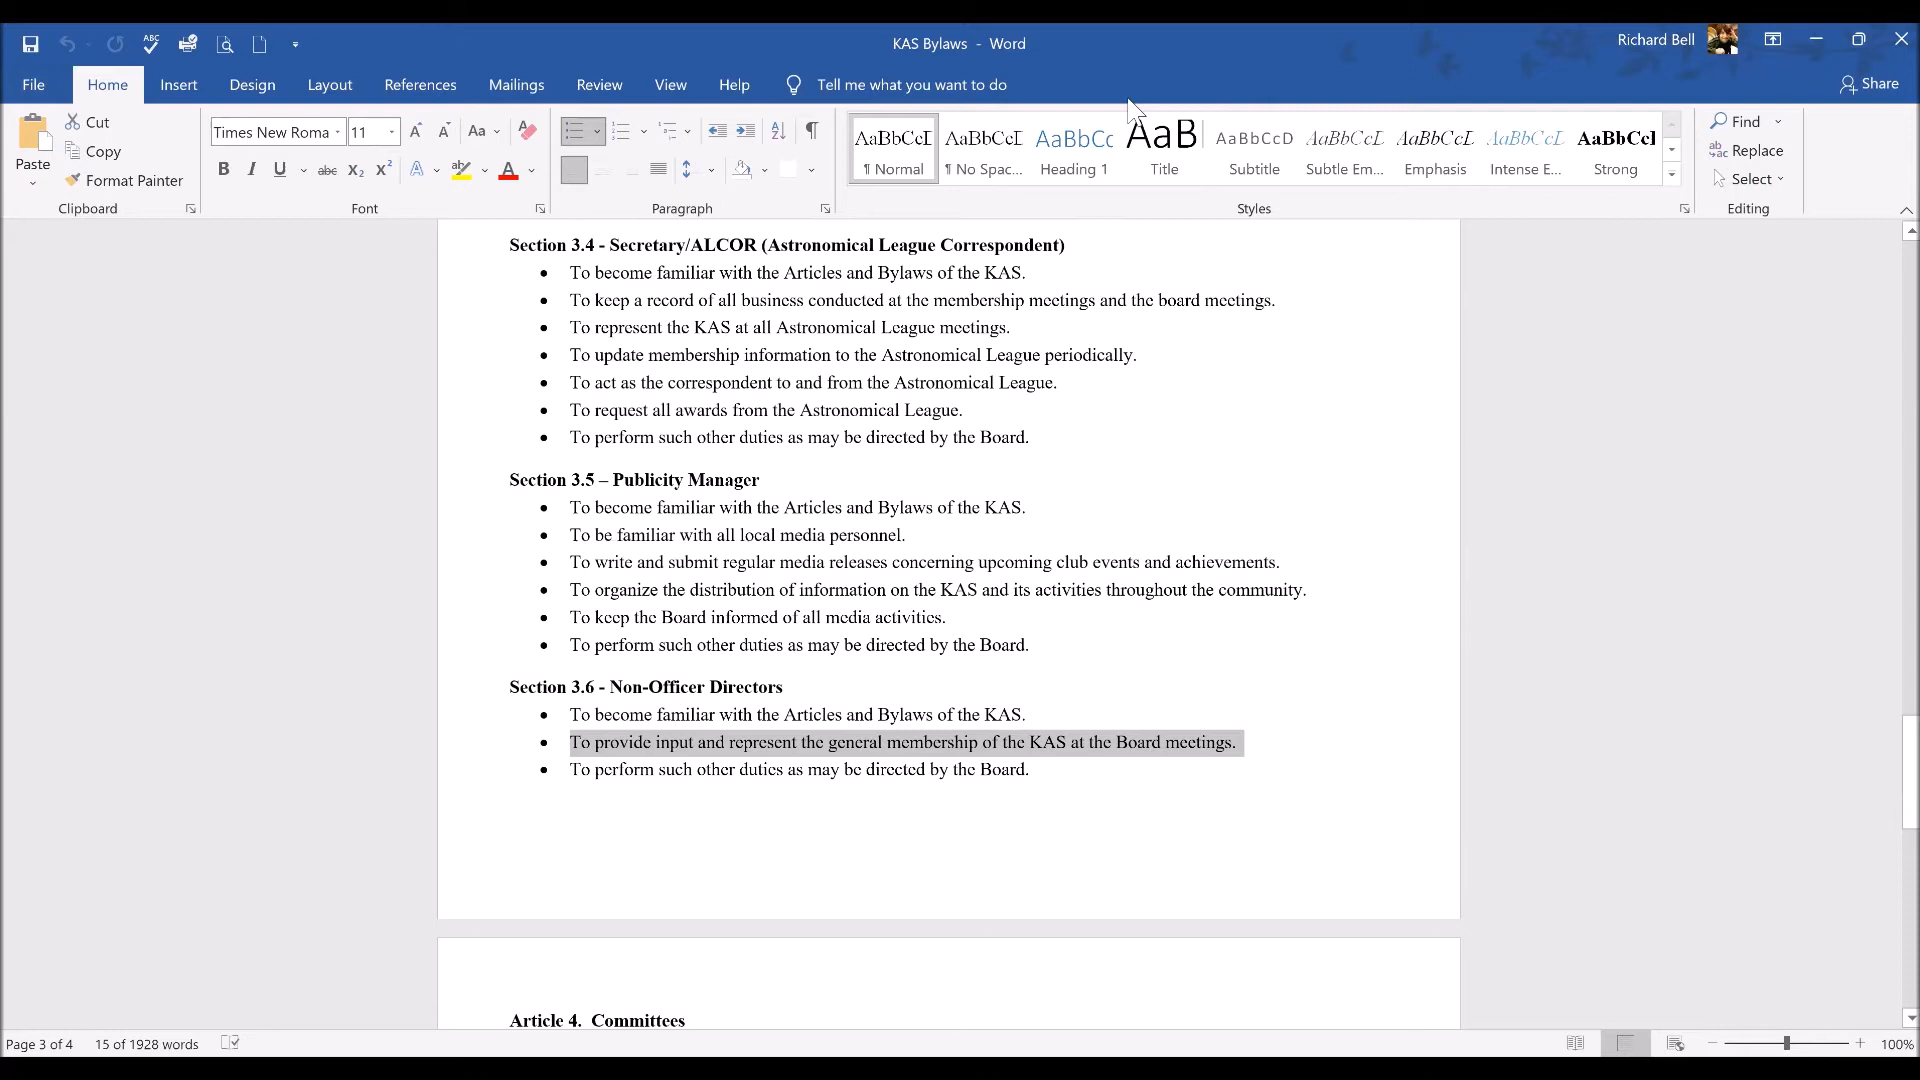 KAS Bylaws - Word
Richard Bell
File Home Insert Design Layout References Mailings Review View Help Tell me what you want to do Share
Paste
Cut
Copy
Format Painter
Clipboard
Times New Roma 11 Aa
B I U abc X₂ X² A ab A
Font
Paragraph
AaBbCcD AaBbCcD AaBbCc AaB AaBbCcD AaBbCcD AaBbCcD AaBbCcD AaBbCcl
¶ Normal ¶ No Spac... Heading 1 Title Subtitle Subtle Em... Emphasis Intense E... Strong
Styles
Find
Replace
Select
Editing
Section 3.4 - Secretary/ALCOR (Astronomical League Correspondent)
• To become familiar with the Articles and Bylaws of the KAS.
• To keep a record of all business conducted at the membership meetings and the board meetings.
• To represent the KAS at all Astronomical League meetings.
• To update membership information to the Astronomical League periodically.
• To act as the correspondent to and from the Astronomical League.
• To request all awards from the Astronomical League.
• To perform such other duties as may be directed by the Board.
Section 3.5 – Publicity Manager
• To become familiar with the Articles and Bylaws of the KAS.
• To be familiar with all local media personnel.
• To write and submit regular media releases concerning upcoming club events and achievements.
• To organize the distribution of information on the KAS and its activities throughout the community.
• To keep the Board informed of all media activities.
• To perform such other duties as may be directed by the Board.
Section 3.6 - Non-Officer Directors
• To become familiar with the Articles and Bylaws of the KAS.
• To provide input and represent the general membership of the KAS at the Board meetings.
• To perform such other duties as may be directed by the Board.
Article 4. Committees
Page 3 of 4 15 of 1928 words 100%